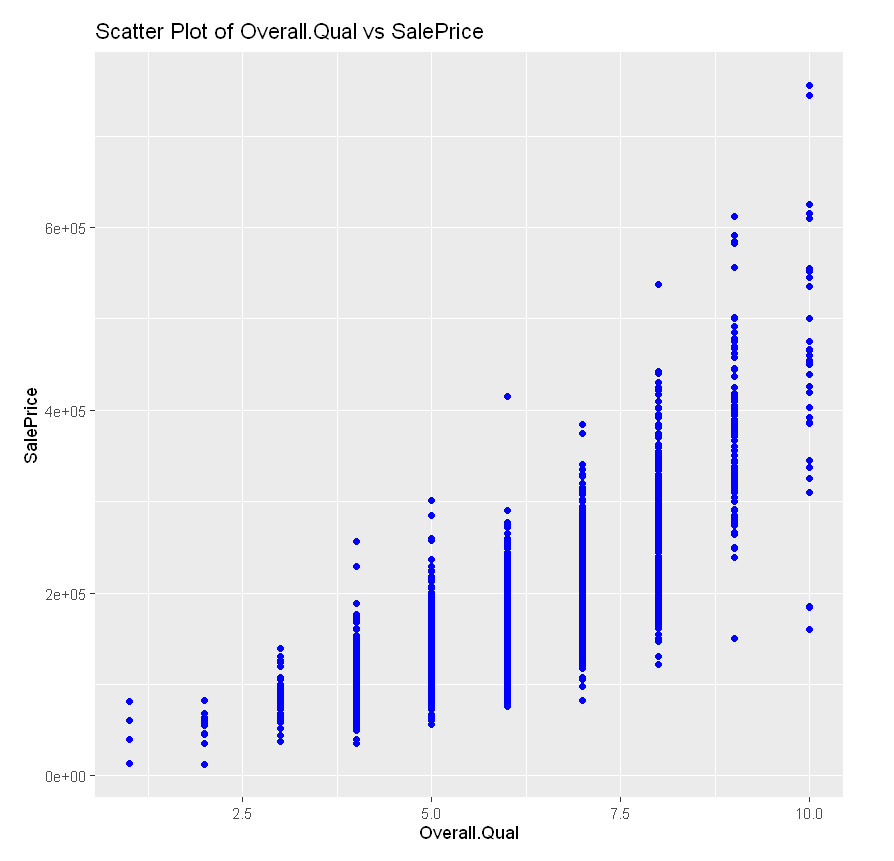 Scatter Plot of Overall.Qual vs SalePrice
6e+05
4e+05
2e+05
0e+00
SalePrice
2.5 5.0 7.5 10.0
Overall.Qual